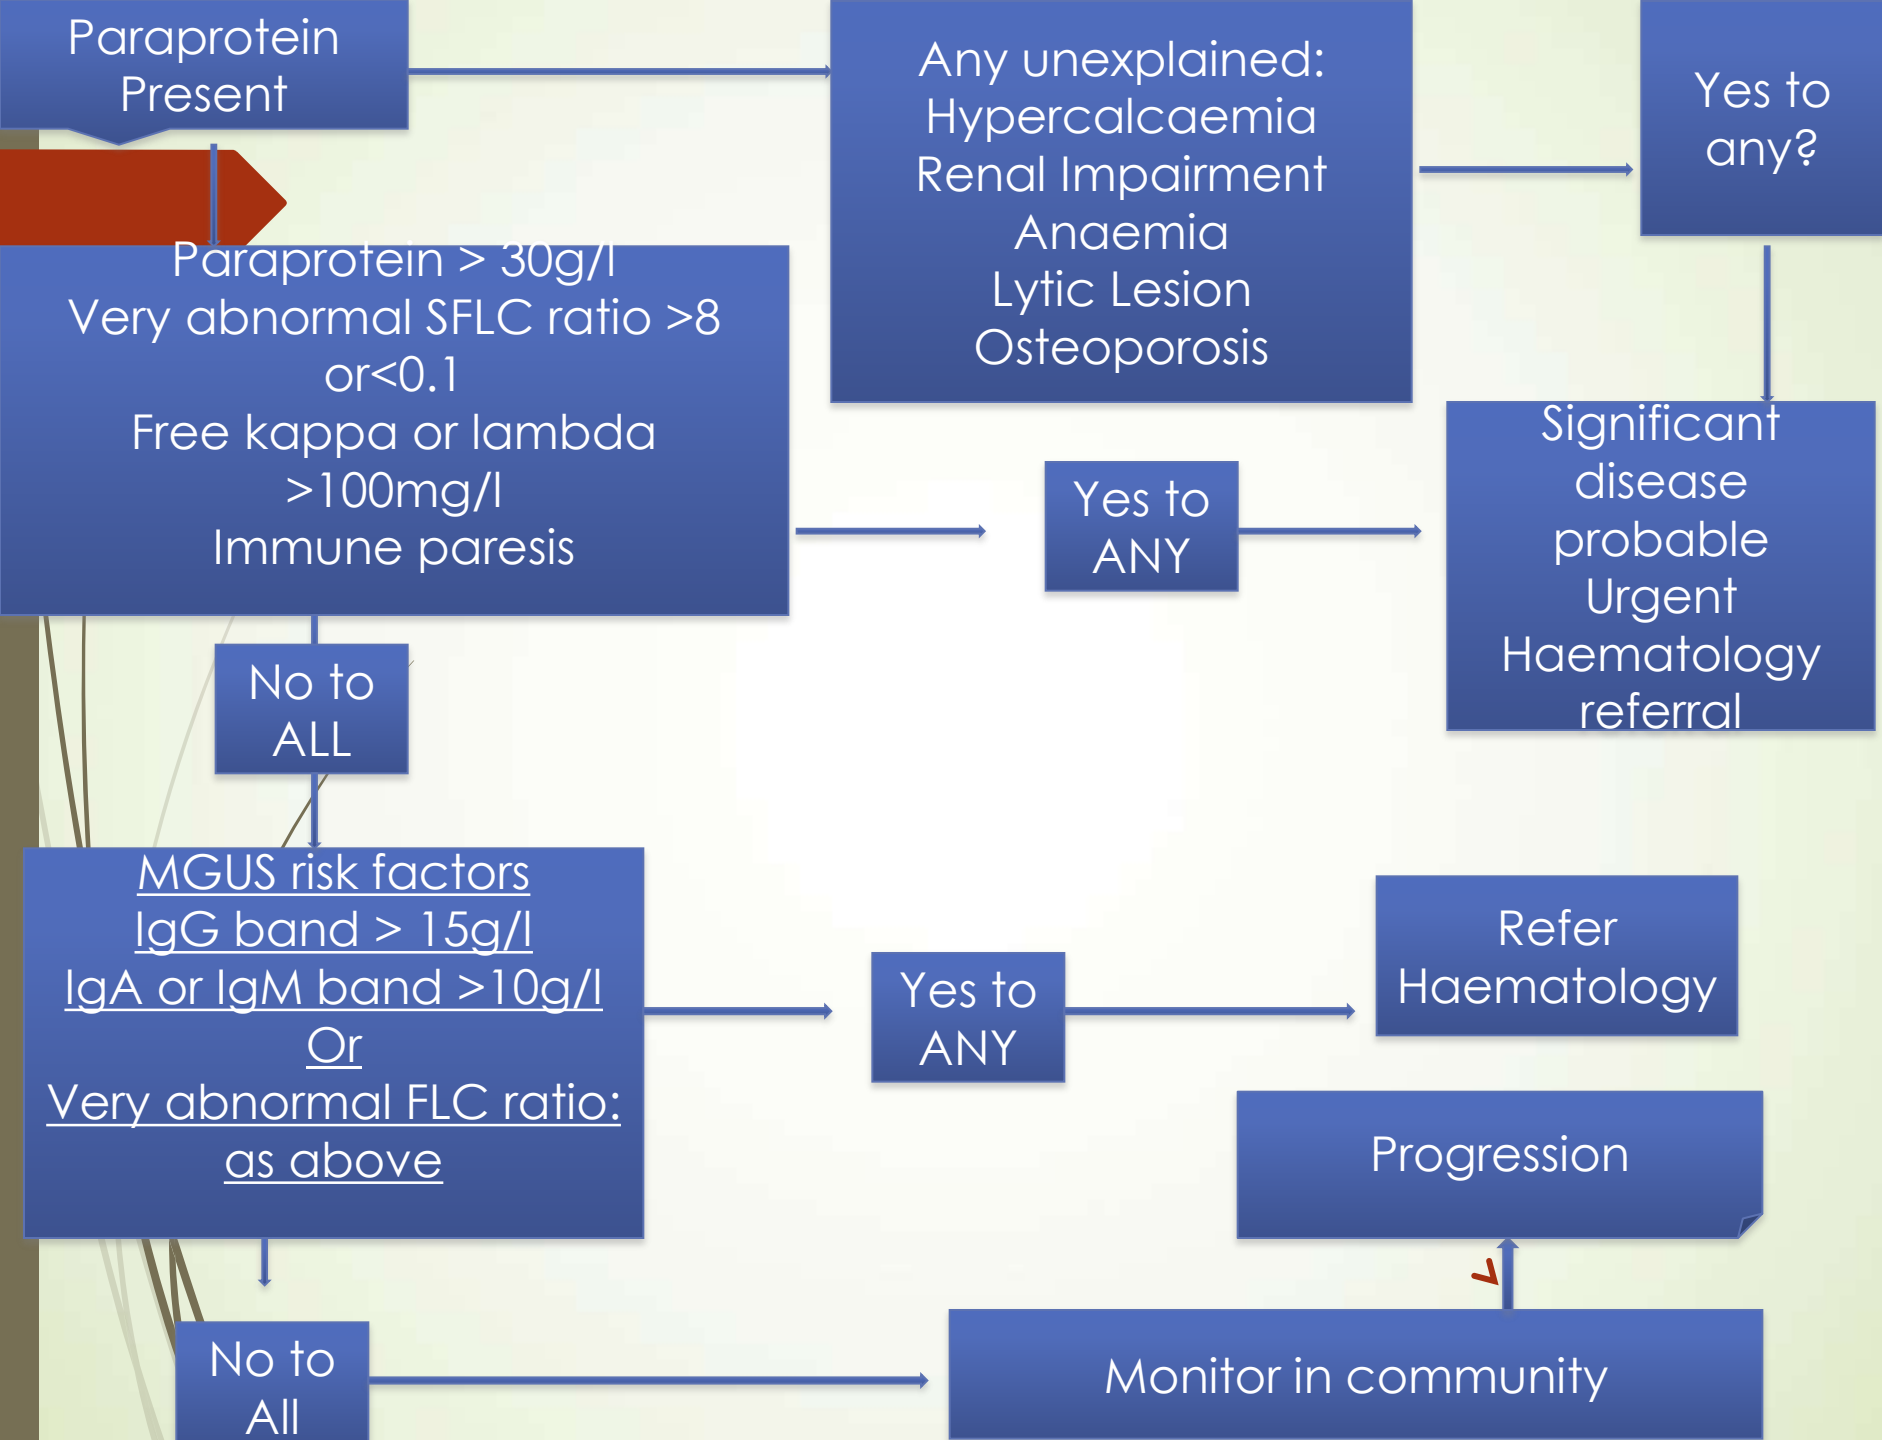 Paraprotein
Present
Any unexplained:
Hypercalcaemia
Renal Impairment
Anaemia
Lytic Lesion
Osteoporosis
Yes to
any?
Paraprotein > 30g/l
Very abnormal SFLC ratio >8
or<0.1
Free kappa or lambda
>100mg/l
Immune paresis
Yes to
ANY
Significant
disease
probable
Urgent
Haematology
referral
No to
ALL
MGUS risk factors
IgG band > 15g/l
IgA or IgM band >10g/l
Or
Very abnormal FLC ratio:
as above
Yes to
ANY
Refer
Haematology
Progression
No to
All
Monitor in community